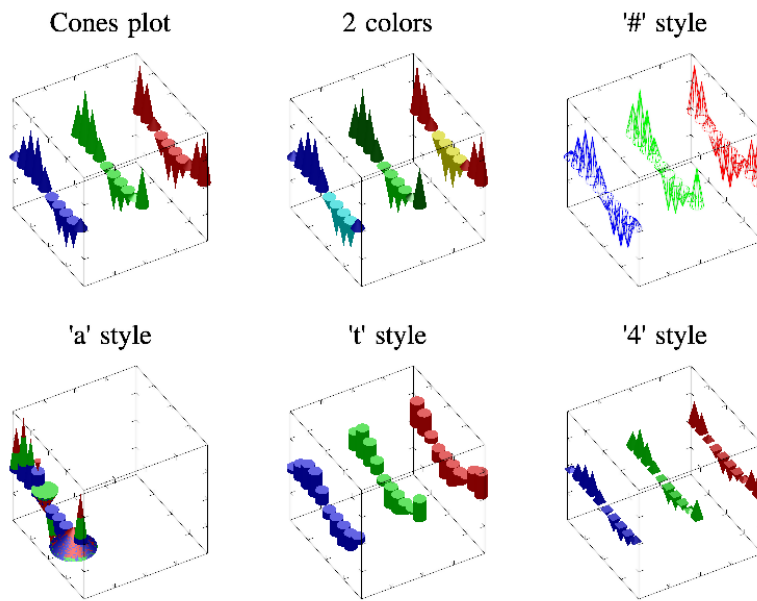 Cones plot
2 colors
'#' style
'a' style
't' style
'4' style